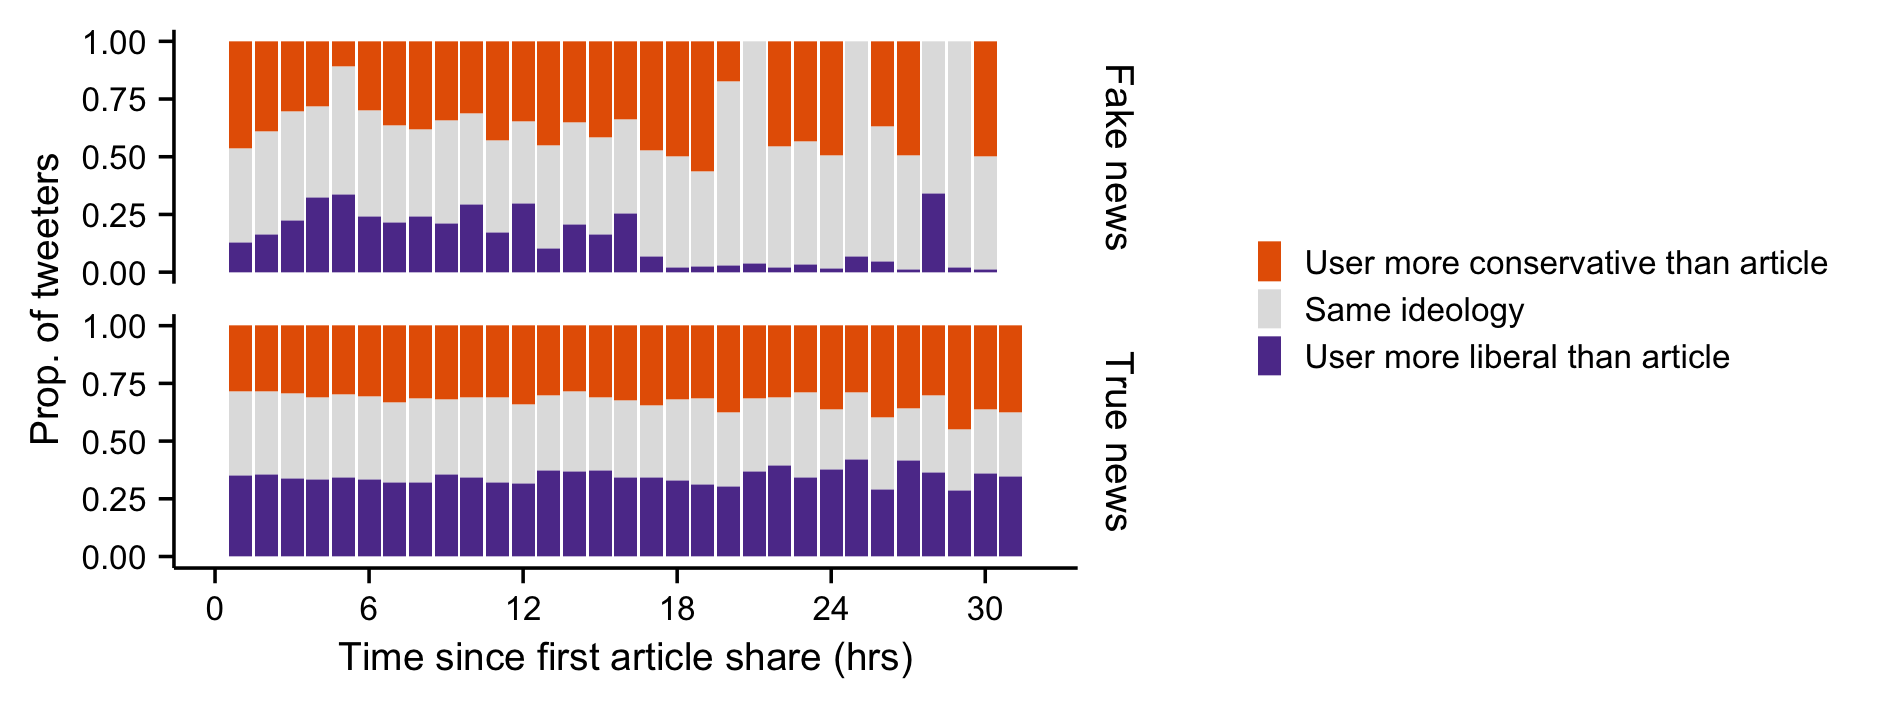 1.00
0.75
0.50
0.25
0.00
Fake news
1.00
0.75
0.50
0.25
0.00
True news
Prop. of tweeters
0 6 12 18 24 30
Time since first article share (hrs)
User more conservative than article
Same ideology
User more liberal than article